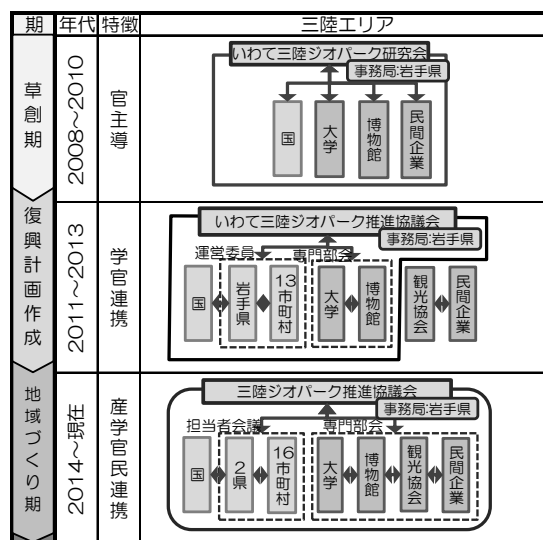 期 年代 特徴 三陸エリア
草創期
2008～2010
官主導
いわて三陸ジオパーク研究会
事務局:岩手県
国
大学
博物館
民間企業
復興計画作成
2011～2013
学官連携
いわて三陸ジオパーク推進協議会
事務局:岩手県
運営委員 専門部会
国
岩手県
13市町村
大学
博物館
観光協会
民間企業
地域づくり期
2014～現在
産学官民連携
三陸ジオパーク推進協議会
事務局:岩手県
担当者会議 専門部会
国
2県
16市町村
大学
博物館
観光協会
民間企業